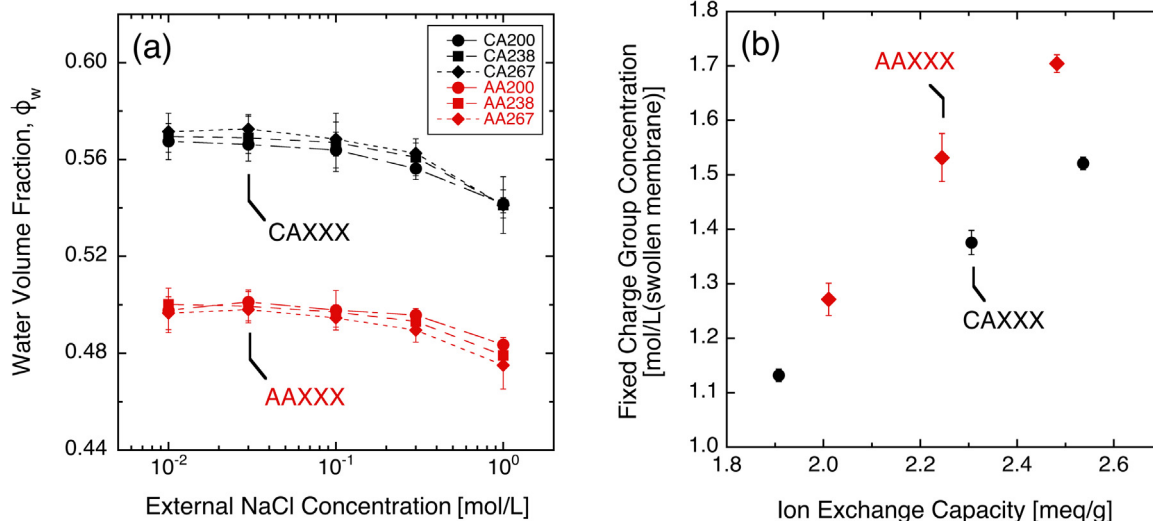 (a)
CA200
CA238
CA267
AA200
AA238
AA267
0.60
0.56
0.52
0.48
0.44
Water Volume Fraction, ϕw
CAXXX
AAXXX
10-2
10-1
100
External NaCl Concentration [mol/L]
(b)
1.8
1.7
1.6
1.5
1.4
1.3
1.2
1.1
1.0
Fixed Charge Group Concentration
[mol/L(swollen membrane)]
AAXXX
CAXXX
1.8
2.0
2.2
2.4
2.6
Ion Exchange Capacity [meq/g]